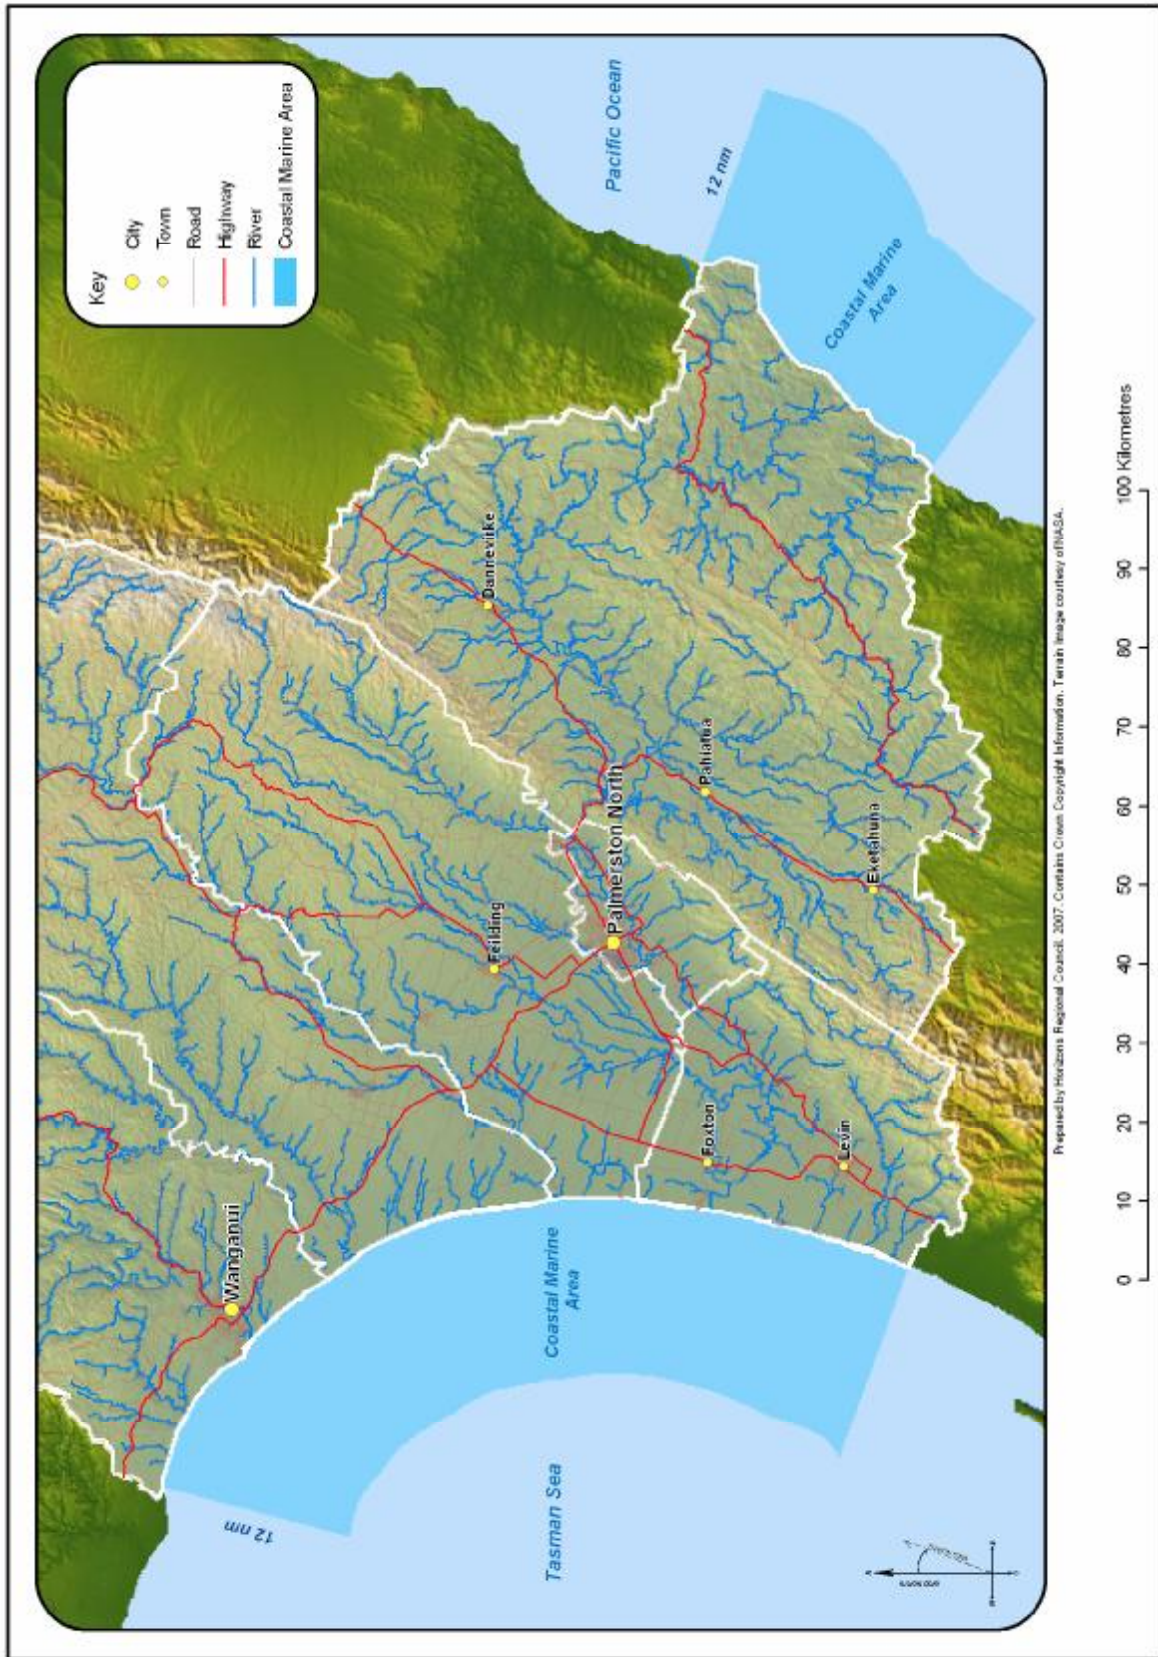 Key
City
Town
Road
Highway
River
Coastal Marine Area
Pacific Ocean
12 nm
Coastal Marine
Area
Dannevirke
Pahiatua
Eketahuna
Palmerston North
Feilding
Foxton
Levin
Wanganui
Coastal Marine
Area
Tasman Sea
12 nm
Prepared by Horizons Regional Council. 2007. Contains Crown Copyright Information. Terrain Image courtesy of NASA.
0 10 20 30 40 50 60 70 80 90 100 Kilometres